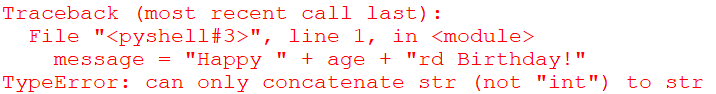 Traceback (most recent call last):
  File "<pyshell#3>", line 1, in <module>
    message = "Happy " + age + "rd Birthday!"
TypeError: can only concatenate str (not "int") to str